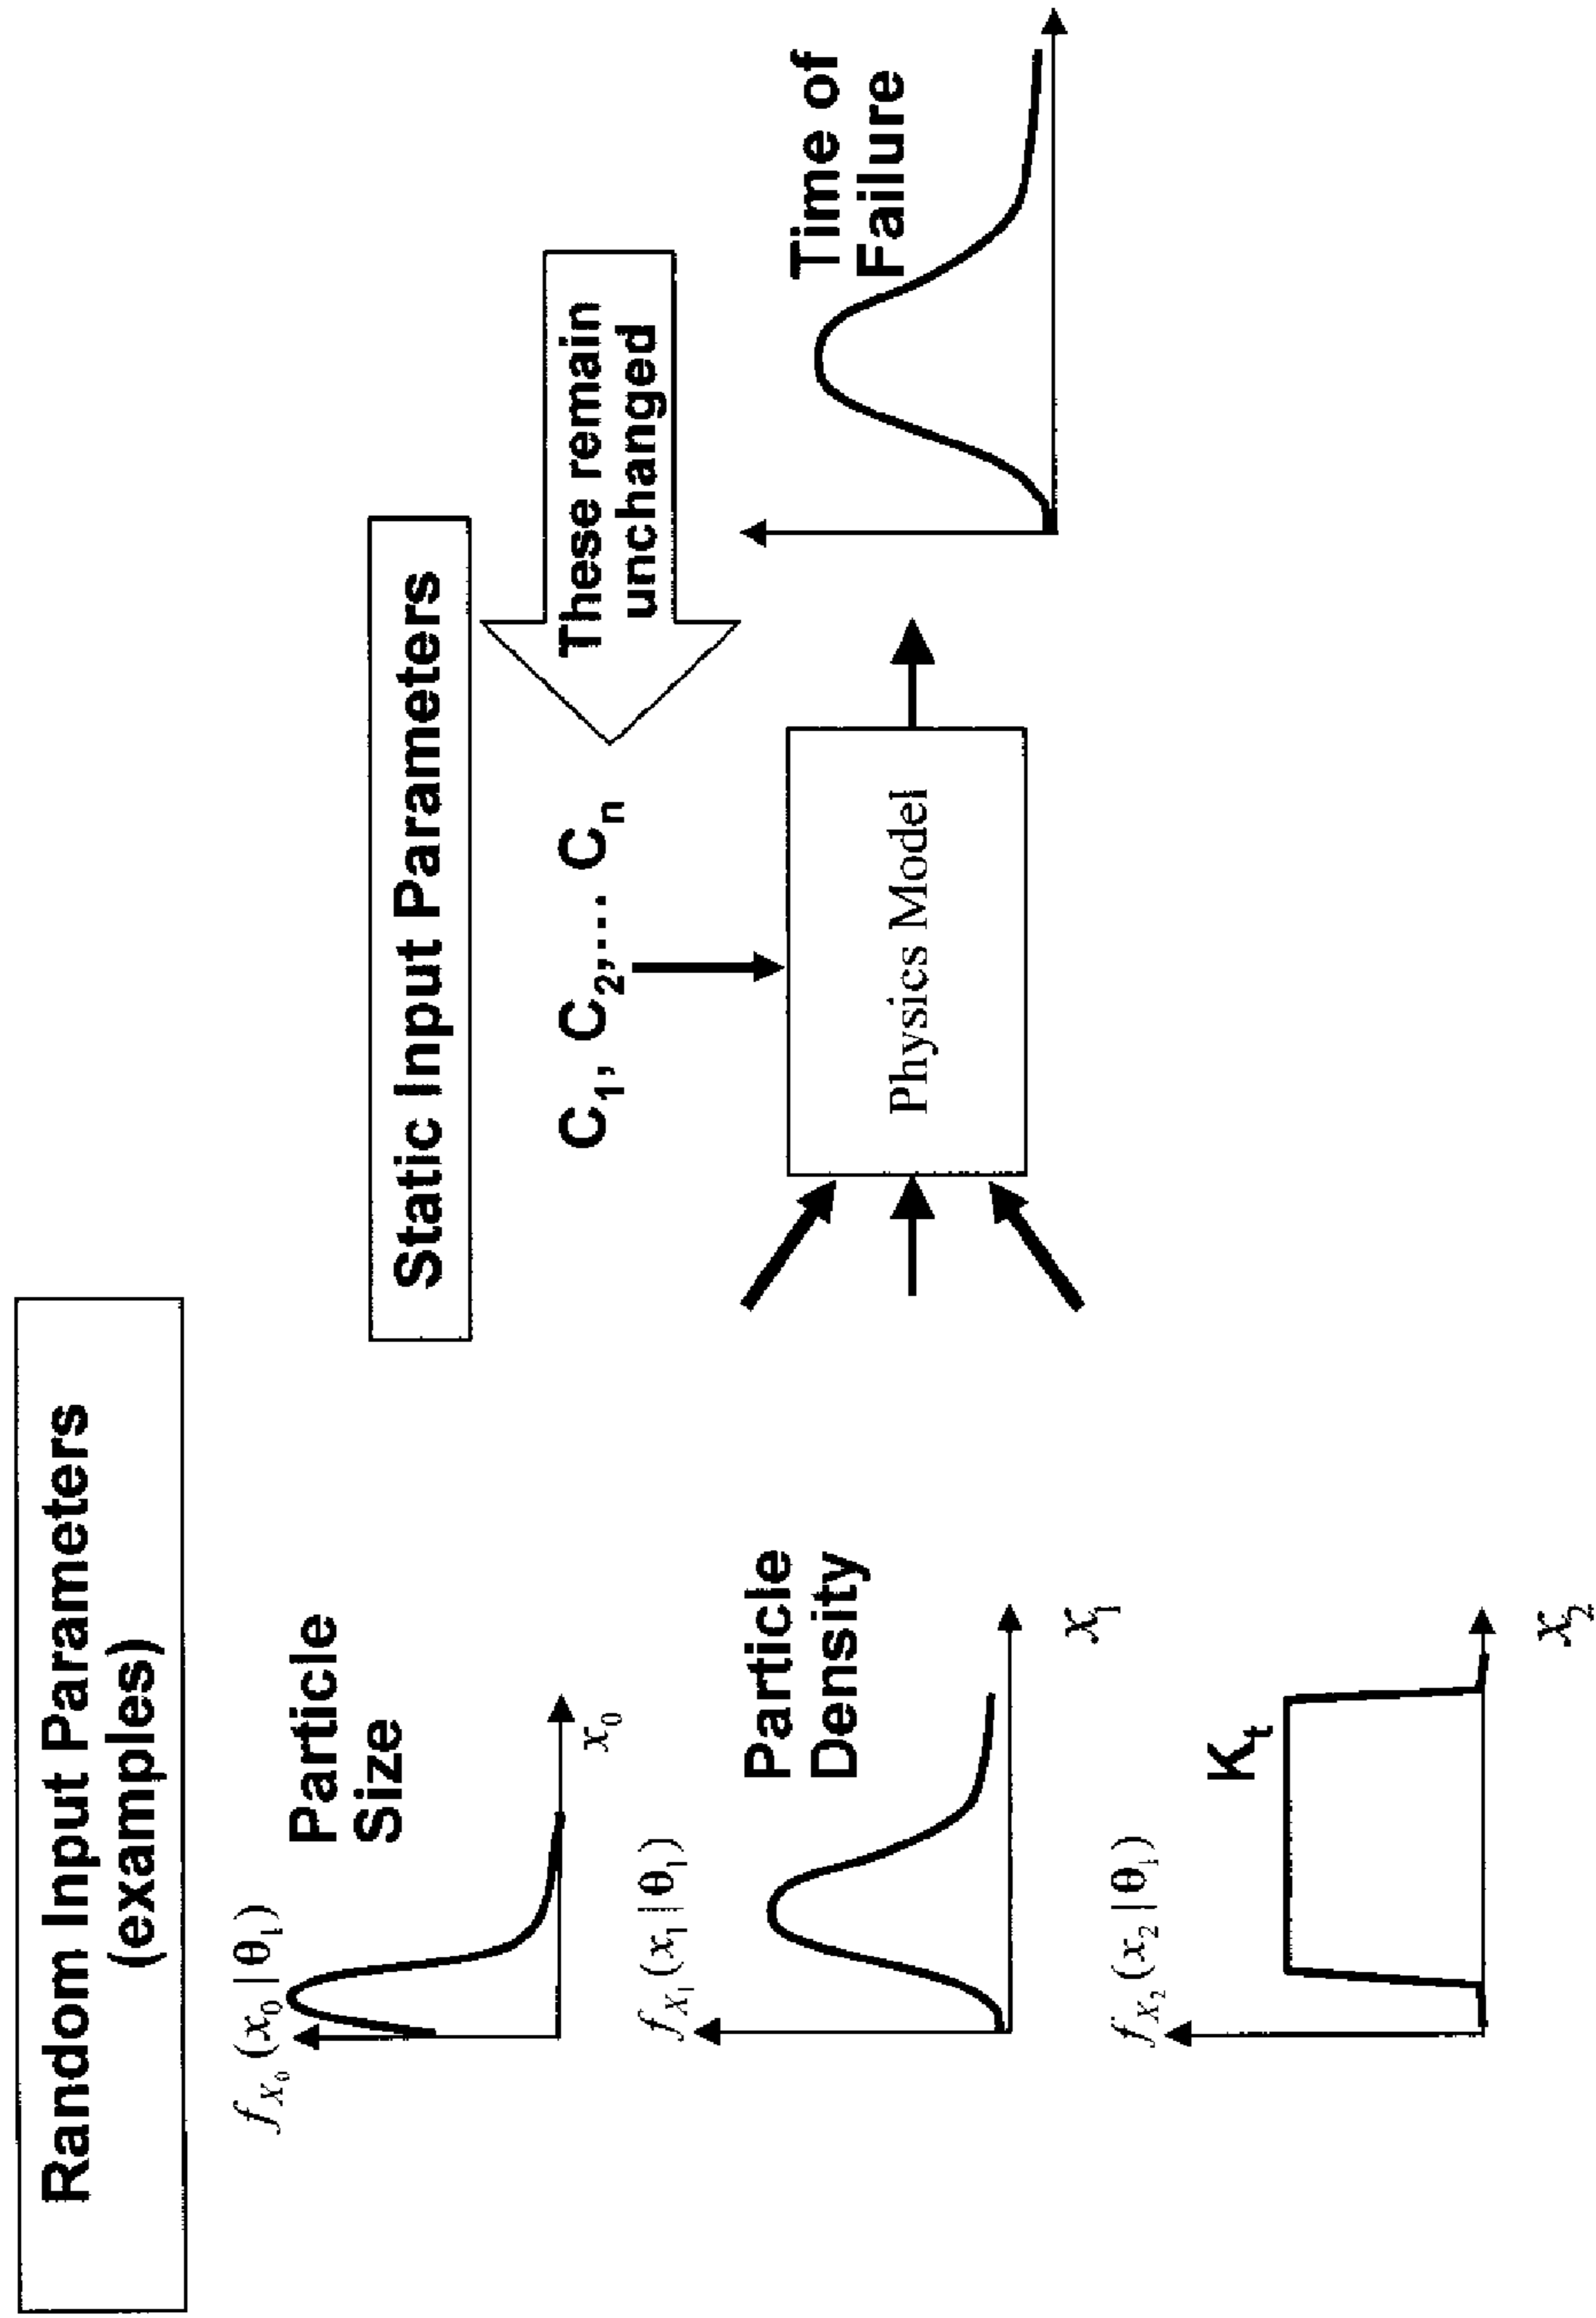 Random Input Parameters
(examples)
f_{X_0}(x_0 | θ_1)
Particle
Size
x_0
f_{X_1}(x_1 | θ_1)
Particle
Density
x_1
f_{X_2}(x_2 | θ_1)
K_t
x_2
Static Input Parameters
C_1, C_2,... C_n
These remain
unchanged
Physics Model
Time of
Failure